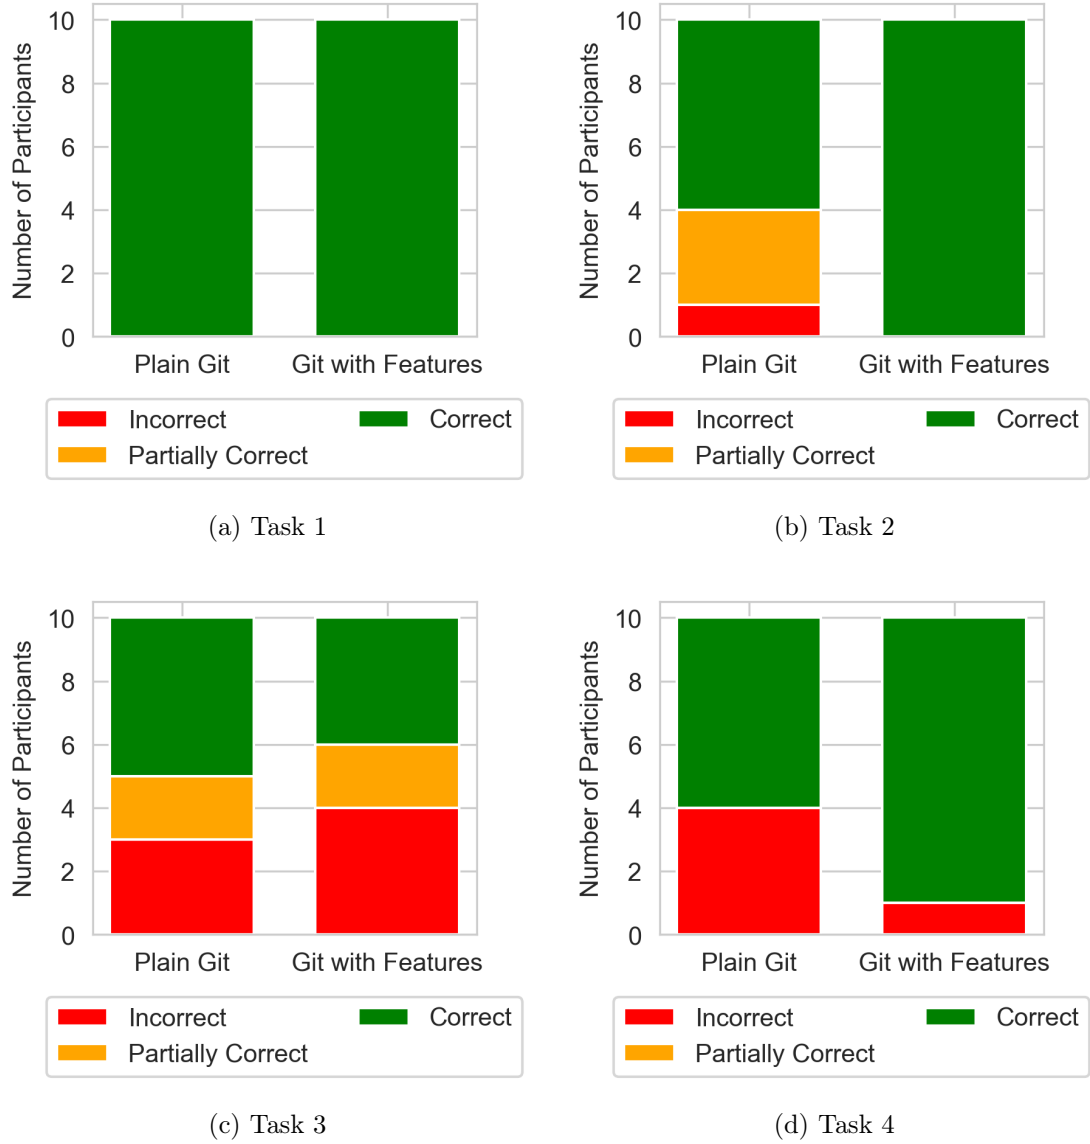 10
8
6
4
2
0
Number of Participants
Plain Git
Git with Features
Incorrect
Partially Correct
Correct
(a) Task 1
10
8
6
4
2
0
Number of Participants
Plain Git
Git with Features
Incorrect
Partially Correct
Correct
(b) Task 2
10
8
6
4
2
0
Number of Participants
Plain Git
Git with Features
Incorrect
Partially Correct
Correct
(c) Task 3
10
8
6
4
2
0
Number of Participants
Plain Git
Git with Features
Incorrect
Partially Correct
Correct
(d) Task 4